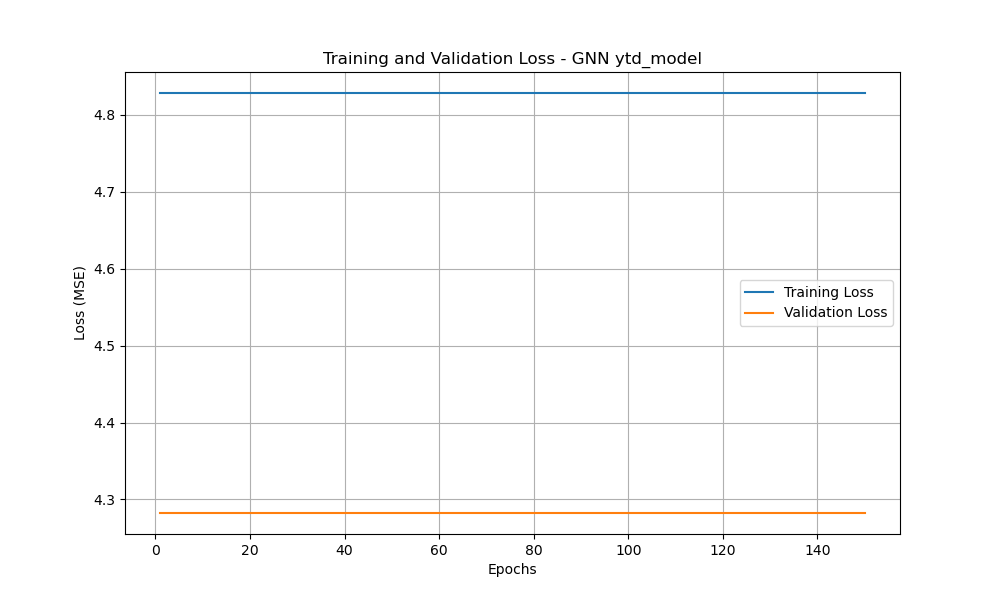 Training and Validation Loss - GNN ytd_model
Loss (MSE)
4.8
4.7
4.6
4.5
4.4
4.3
Training Loss
Validation Loss
0 20 40 60 80 100 120 140
Epochs